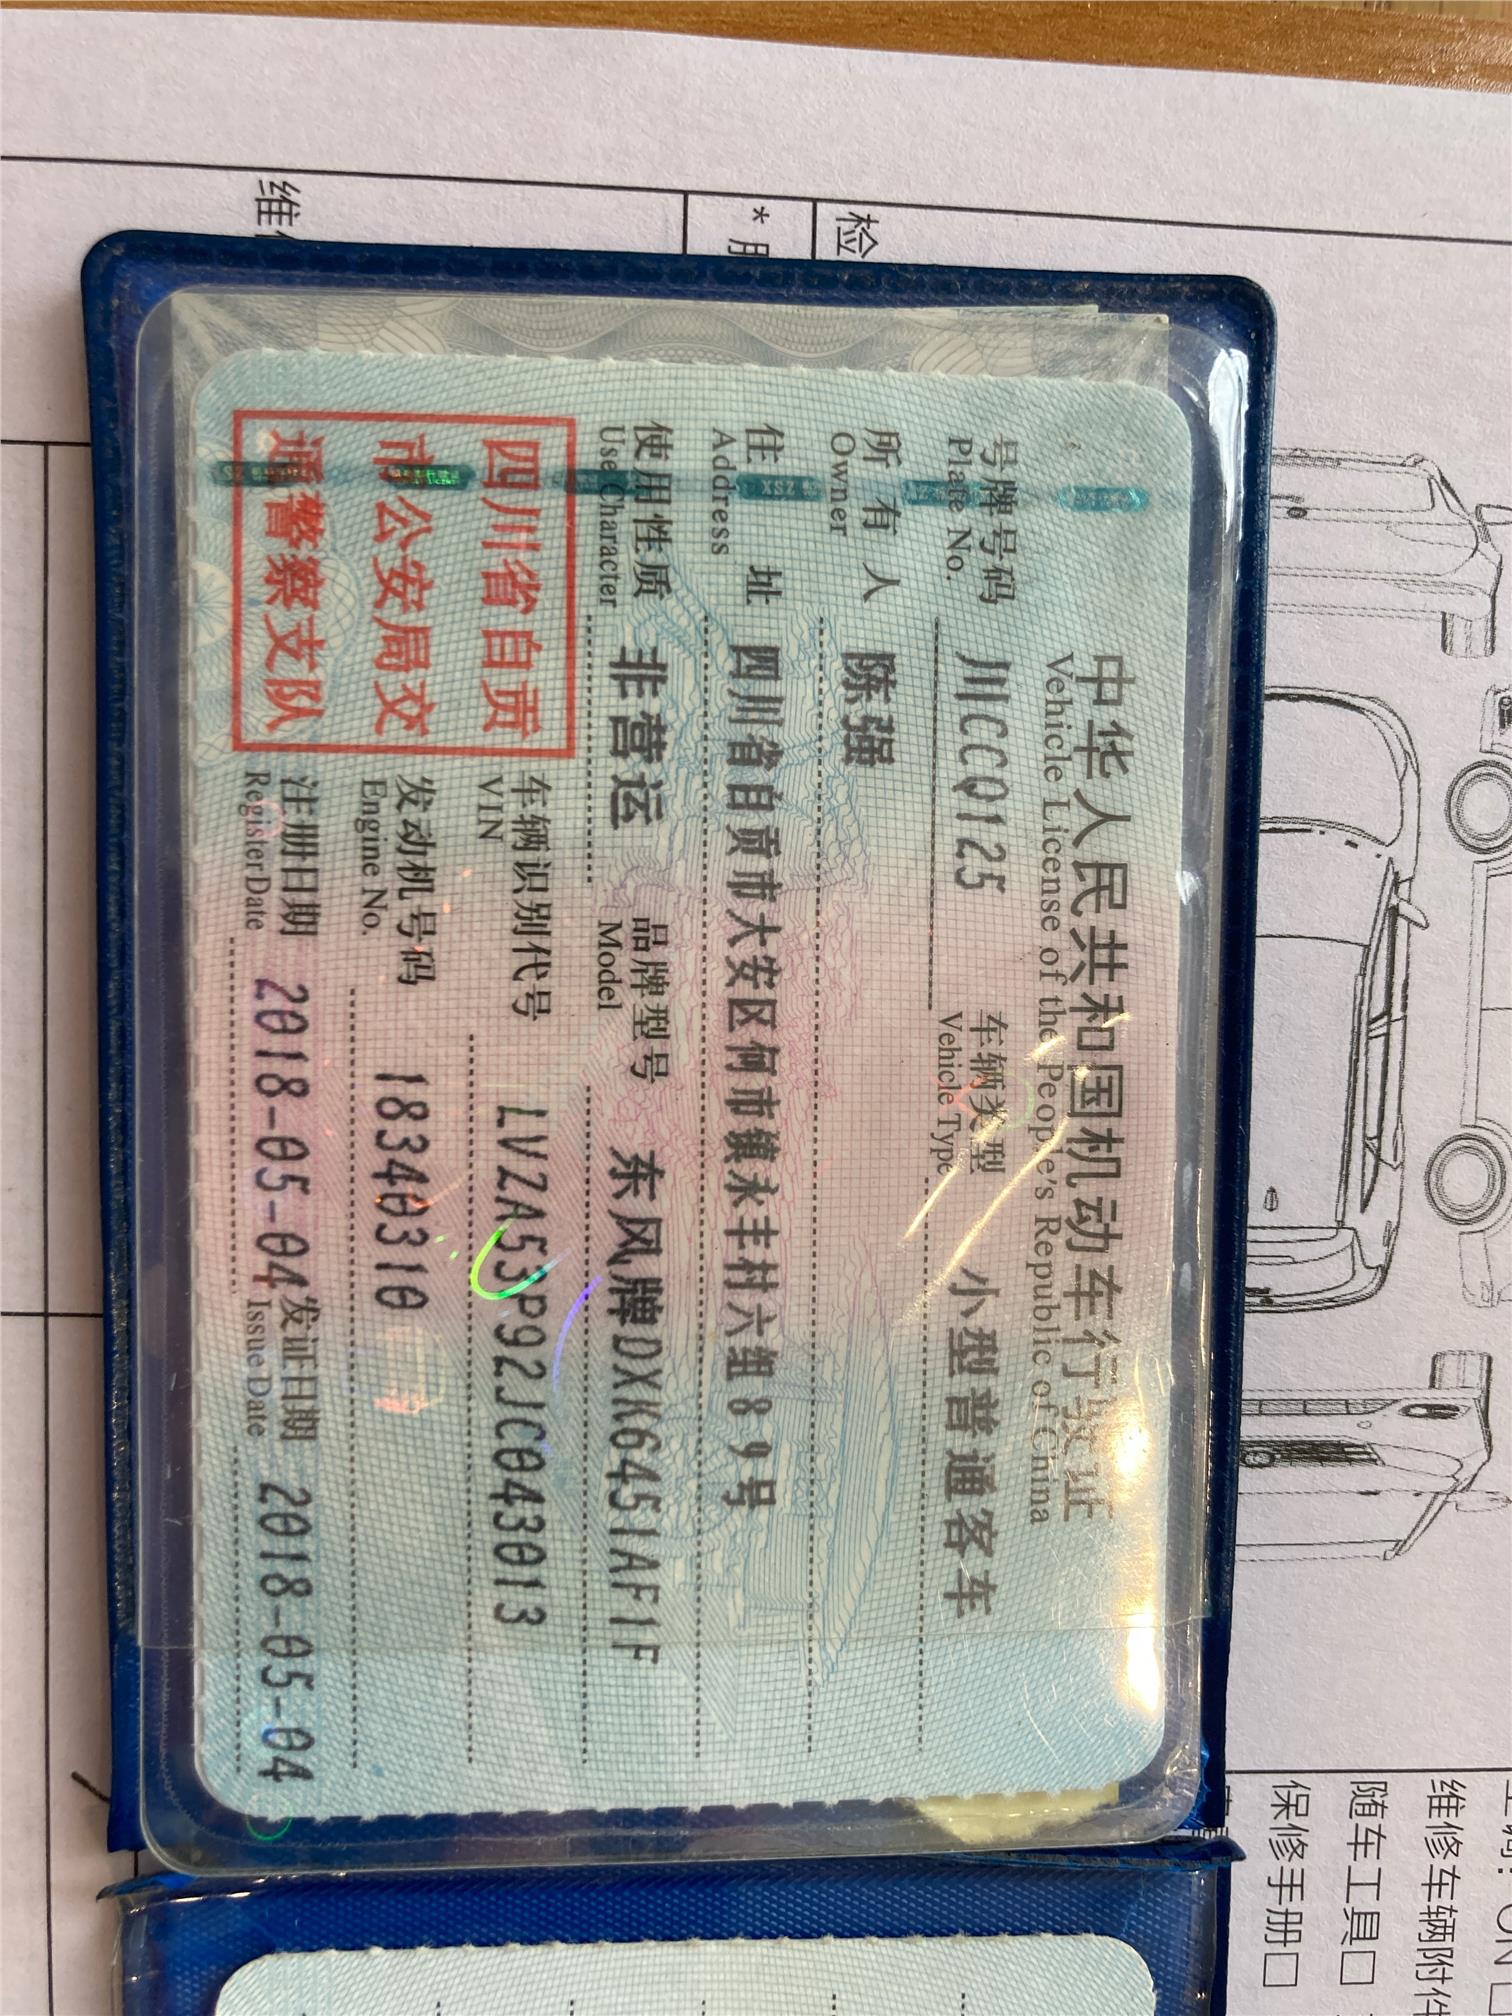 中华人民共和国机动车行驶证
Vehicle License of the People's Republic of China
号牌号码 川CCQ125 车辆类型 小型普通客车
Plate No. Vehicle Type
所有人 陈强
Owner
住址 四川省自贡市大安区何市镇永丰村六组89号
Address
使用性质 非营运 品牌型号 东风牌DXK6451AF1F
Use Character Model
四川省自贡
市公安局交
通警察支队
车辆识别代号 LVZA53P92JC043013
VIN
发动机号码 18340310
Engine No.
注册日期 2018-05-04 发证日期 2018-05-04
Register Date Issue Date
检
维修车辆附件
随车工具□
保修手册□